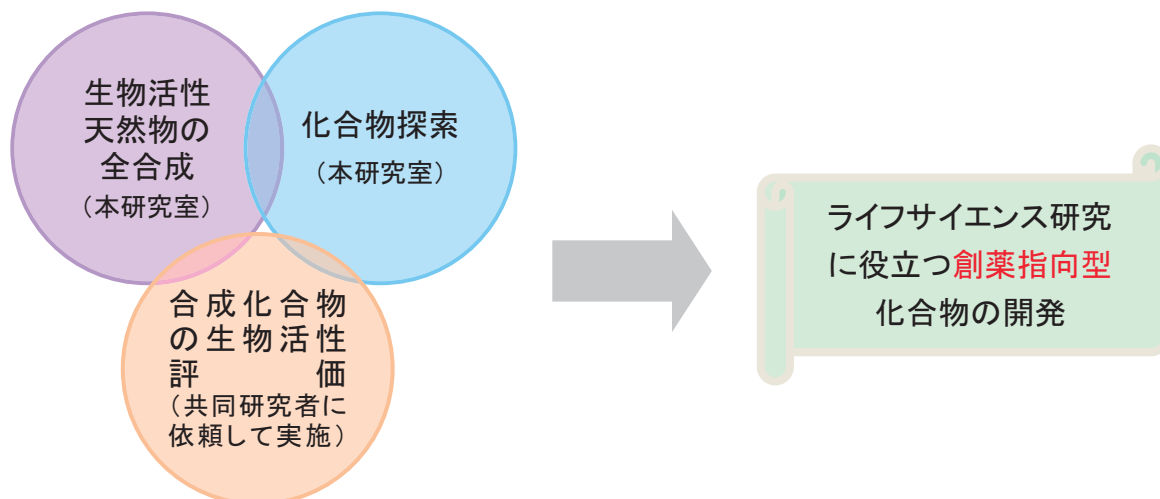 生物活性
天然物の
全合成
（本研究室）
化合物探索
（本研究室）
合成化合物
の生物活性
評価
（共同研究者に
依頼して実施）
ライフサイエンス研究
に役立つ創薬指向型
化合物の開発